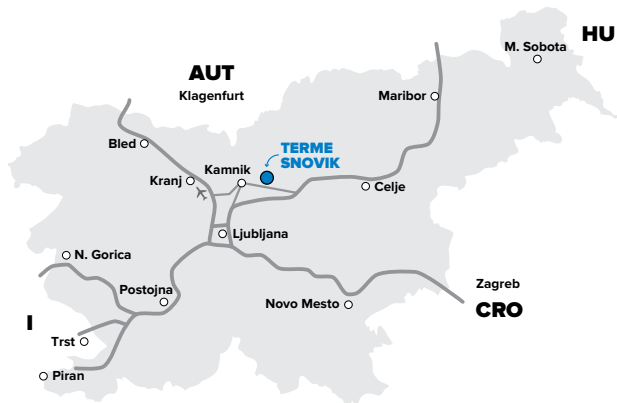 HU
M. Sobota
AUT
Klagenfurt
Maribor
Bled
TERME
SNOVIK
Kamnik
Kranj
Celje
Ljubljana
N. Gorica
Zagreb
Postojna
Novo Mesto
CRO
I
Trst
Piran